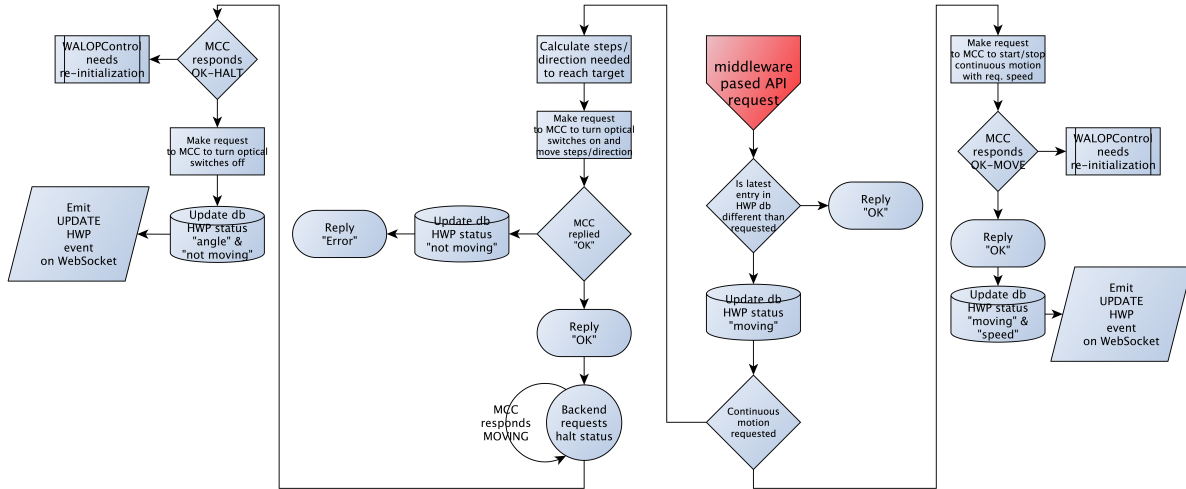 WALOPControl
needs
re-initialization
MCC
responds
OK-HALT
Make request
to MCC to turn optical
switches off
Update db
HWP status
"angle" &
"not moving"
Emit
UPDATE
HWP
event
on WebSocket
Calculate steps/
direction needed
to reach target
Make request
to MCC to turn optical
switches on and
move steps/direction
MCC
replied
"OK"
Update db
HWP status
"not moving"
Reply
"Error"
Reply
"OK"
MCC
responds
MOVING
Backend
requests
halt status
middleware
pased API
request
Is latest
entry in
HWP db
different than
requested
Reply
"OK"
Update db
HWP status
"moving"
Continuous
motion
requested
Make request
to MCC to start/stop
continuous motion
with req. speed
MCC
responds
OK-MOVE
WALOPControl
needs
re-initialization
Reply
"OK"
Update db
HWP status
"moving" &
"speed"
Emit
UPDATE
HWP
event
on WebSocket